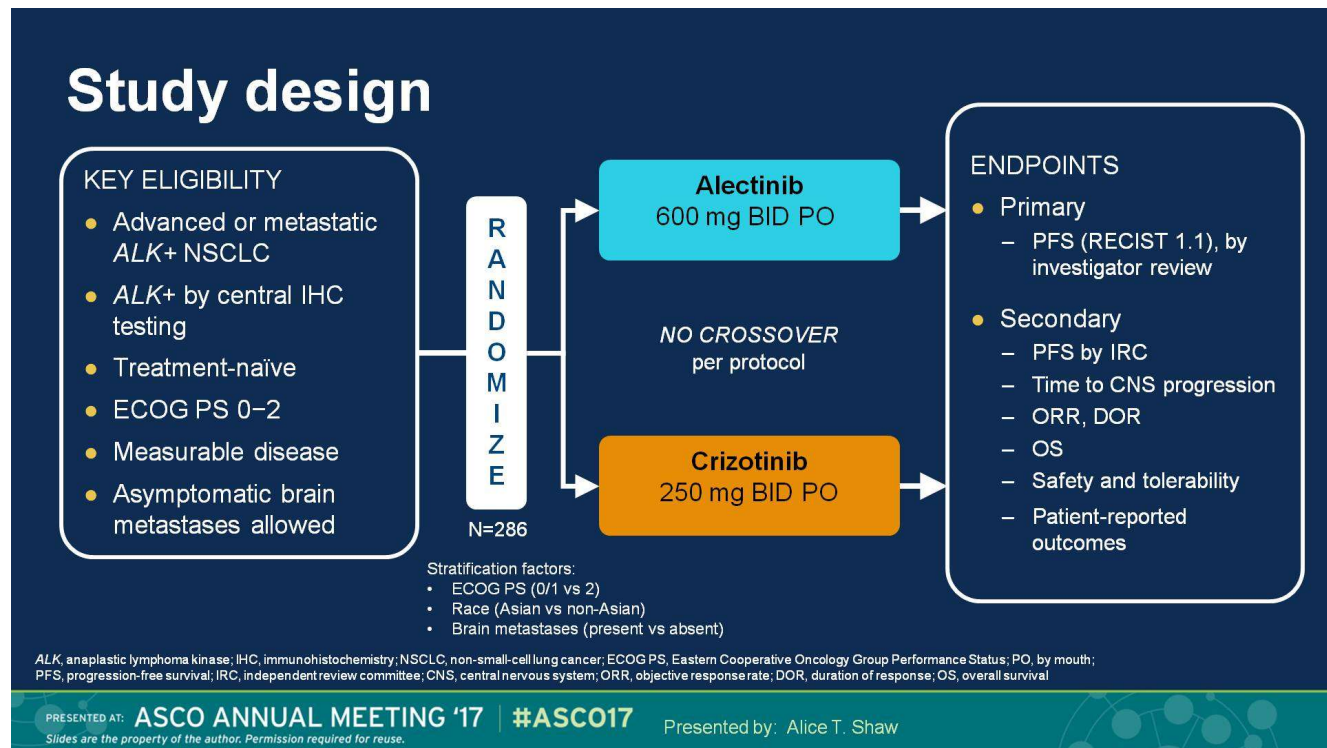 Study design
KEY ELIGIBILITY
● Advanced or metastatic
ALK+ NSCLC
● ALK+ by central IHC
testing
● Treatment-naïve
● ECOG PS 0−2
● Measurable disease
● Asymptomatic brain
metastases allowed
R
A
N
D
O
M
I
Z
E
N=286
Stratification factors:
• ECOG PS (0/1 vs 2)
• Race (Asian vs non-Asian)
• Brain metastases (present vs absent)
Alectinib
600 mg BID PO
NO CROSSOVER
per protocol
Crizotinib
250 mg BID PO
ENDPOINTS
● Primary
– PFS (RECIST 1.1), by
investigator review
● Secondary
– PFS by IRC
– Time to CNS progression
– ORR, DOR
– OS
– Safety and tolerability
– Patient-reported
outcomes
ALK, anaplastic lymphoma kinase; IHC, immunohistochemistry; NSCLC, non-small-cell lung cancer; ECOG PS, Eastern Cooperative Oncology Group Performance Status; PO, by mouth;
PFS, progression-free survival; IRC, independent review committee; CNS, central nervous system; ORR, objective response rate; DOR, duration of response; OS, overall survival
PRESENTED AT: ASCO ANNUAL MEETING '17 | #ASCO17 Presented by: Alice T. Shaw
Slides are the property of the author. Permission required for reuse.